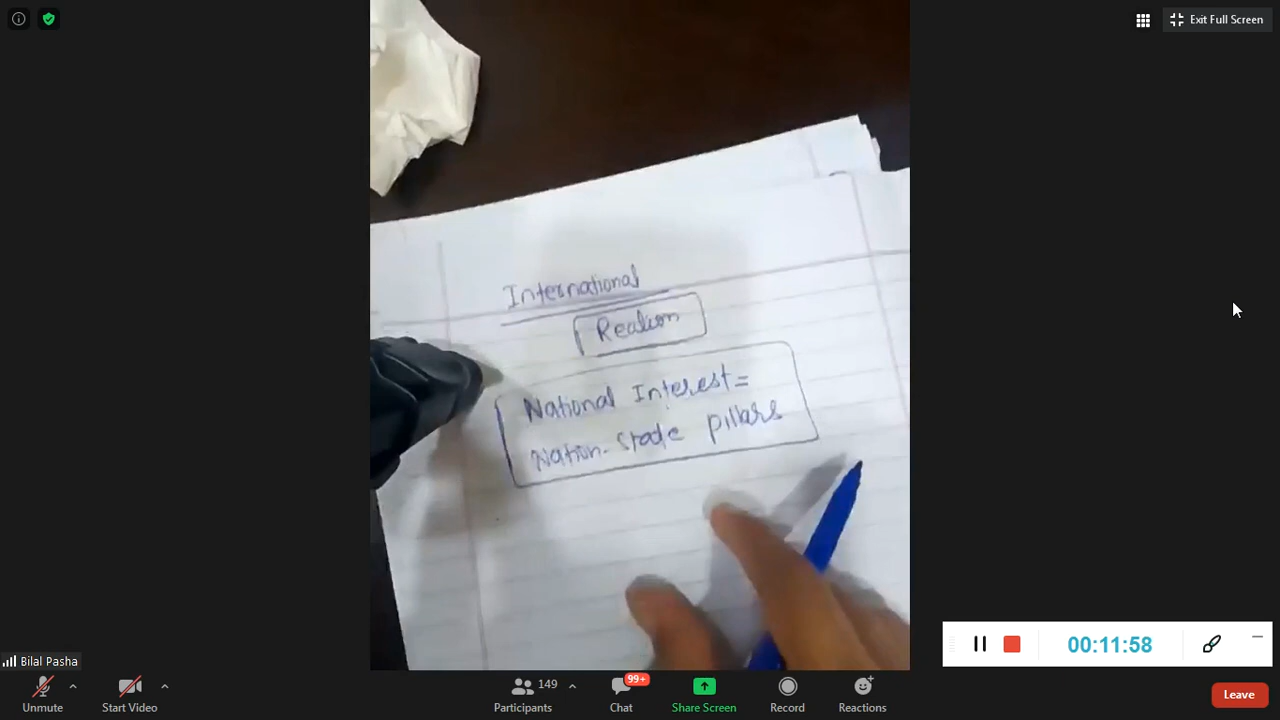 Exit Full Screen
International
Realism
National Interest=
Nation-state pillars
00:11:58
Bilal Pasha
149
99+
Unmute
Start Video
Participants
Chat
Share Screen
Record
Reactions
Leave